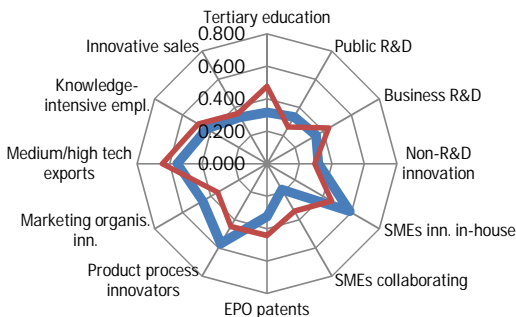 Tertiary education
0.800
Innovative sales
Public R&D
0.600
Knowledge-
intensive empl.
0.400
Business R&D
0.200
Medium/high tech
exports
0.000
Non-R&D
innovation
Marketing organis.
inn.
SMEs inn. in-house
Product process
innovators
SMEs collaborating
EPO patents